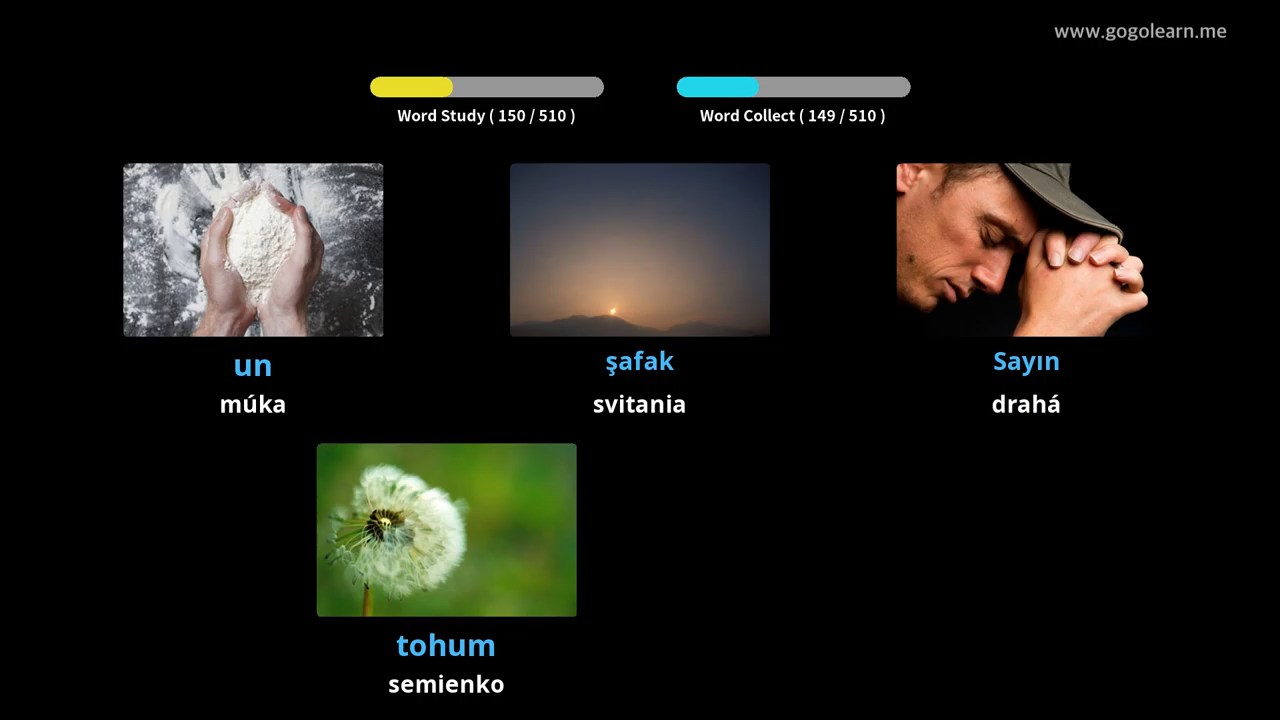 www.gogolearn.me
Word Study ( 150 / 510 )
Word Collect ( 149 / 510 )
un
şafak
Sayın
múka
svitania
drahá
tohum
semienko